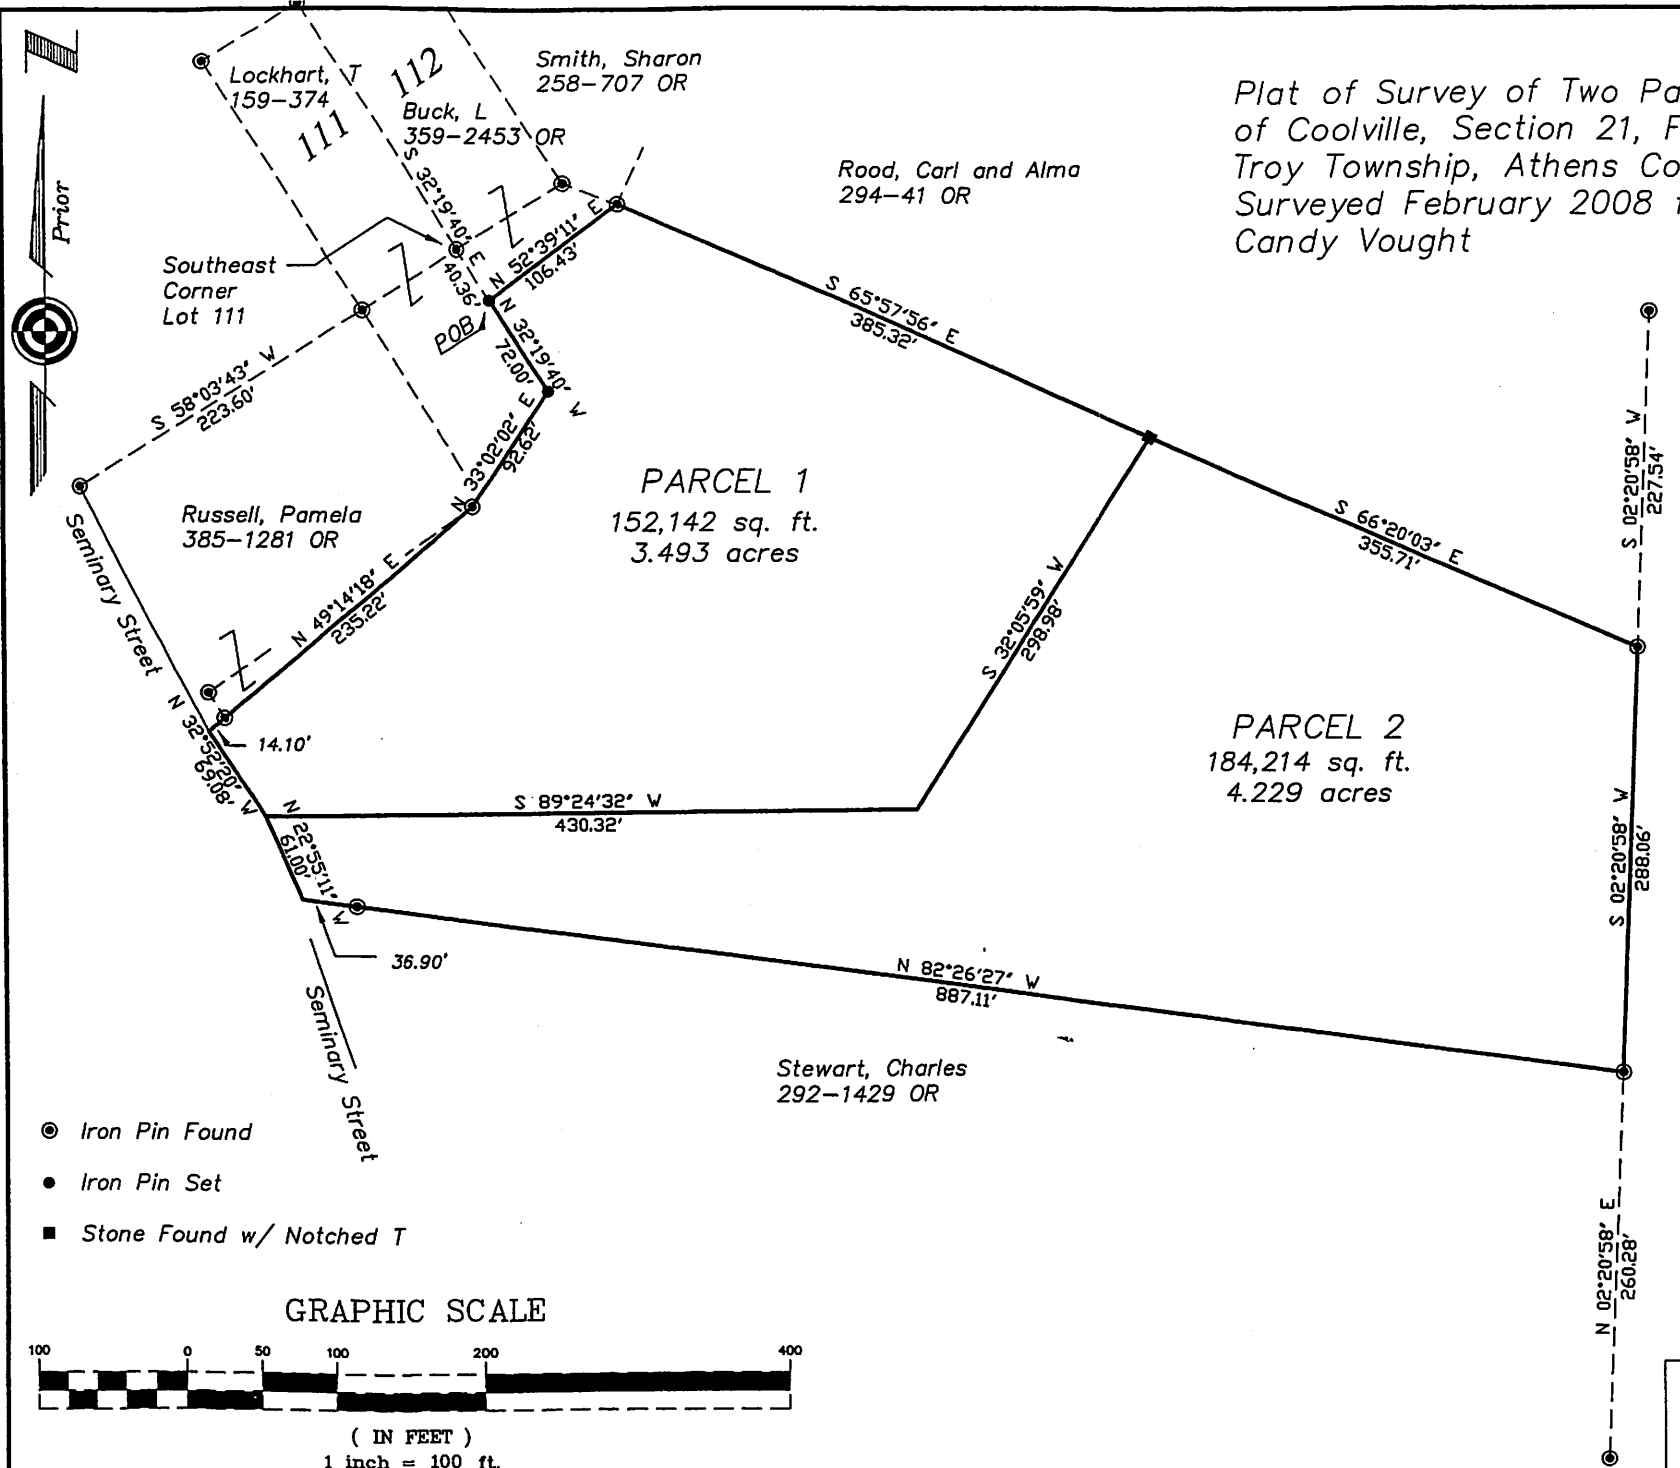 Plat of Survey of Two Pa
of Coolville, Section 21, F
Troy Township, Athens Co
Surveyed February 2008 f
Candy Vought
Prior
Lockhart, T
159-374
111
112
Buck, L
359-2453 OR
Smith, Sharon
258-707 OR
Rood, Carl and Alma
294-41 OR
Southeast
Corner
Lot 111
S 32°19'40" E
40.36'
N 52°39'11" E
106.43'
POB
N 32°19'40" W
72.00'
N 33°02'02" E
92.62'
S 58°03'43" W
223.60'
Russell, Pamela
385-1281 OR
Seminary Street
N 49°14'18" E
235.22'
14.10'
N 32°52'20" W
69.08'
N 22°55'11" W
61.00'
36.90'
Seminary Street
S 65°57'56" E
385.32'
PARCEL 1
152,142 sq. ft.
3.493 acres
S 32°05'59" W
298.98'
S 89°24'32" W
430.32'
S 66°20'03" E
355.71'
S 02°20'58" W
227.54'
PARCEL 2
184,214 sq. ft.
4.229 acres
S 02°20'58" W
288.06'
N 82°26'27" W
887.11'
Stewart, Charles
292-1429 OR
N 02°20'58" E
260.28'
Iron Pin Found
Iron Pin Set
Stone Found w/ Notched T
GRAPHIC SCALE
100 0 50 100 200 400
( IN FEET )
1 inch = 100 ft.